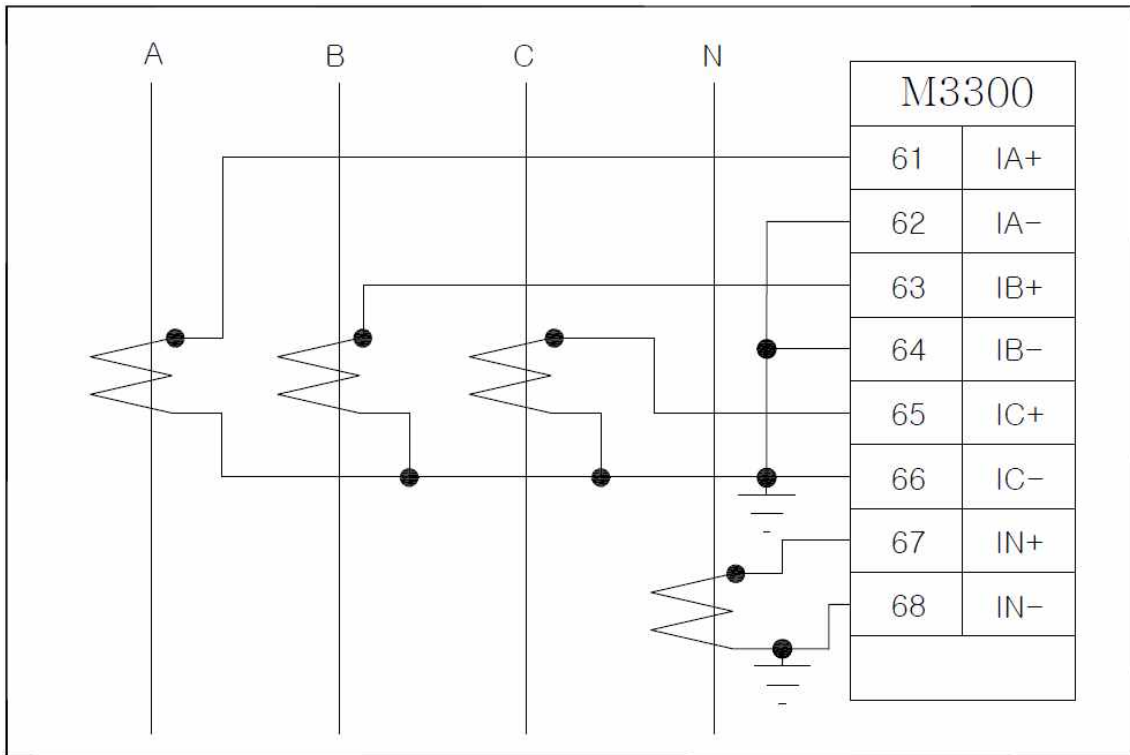 A B C N
M3300
61 IA+
62 IA-
63 IB+
64 IB-
65 IC+
66 IC-
67 IN+
68 IN-